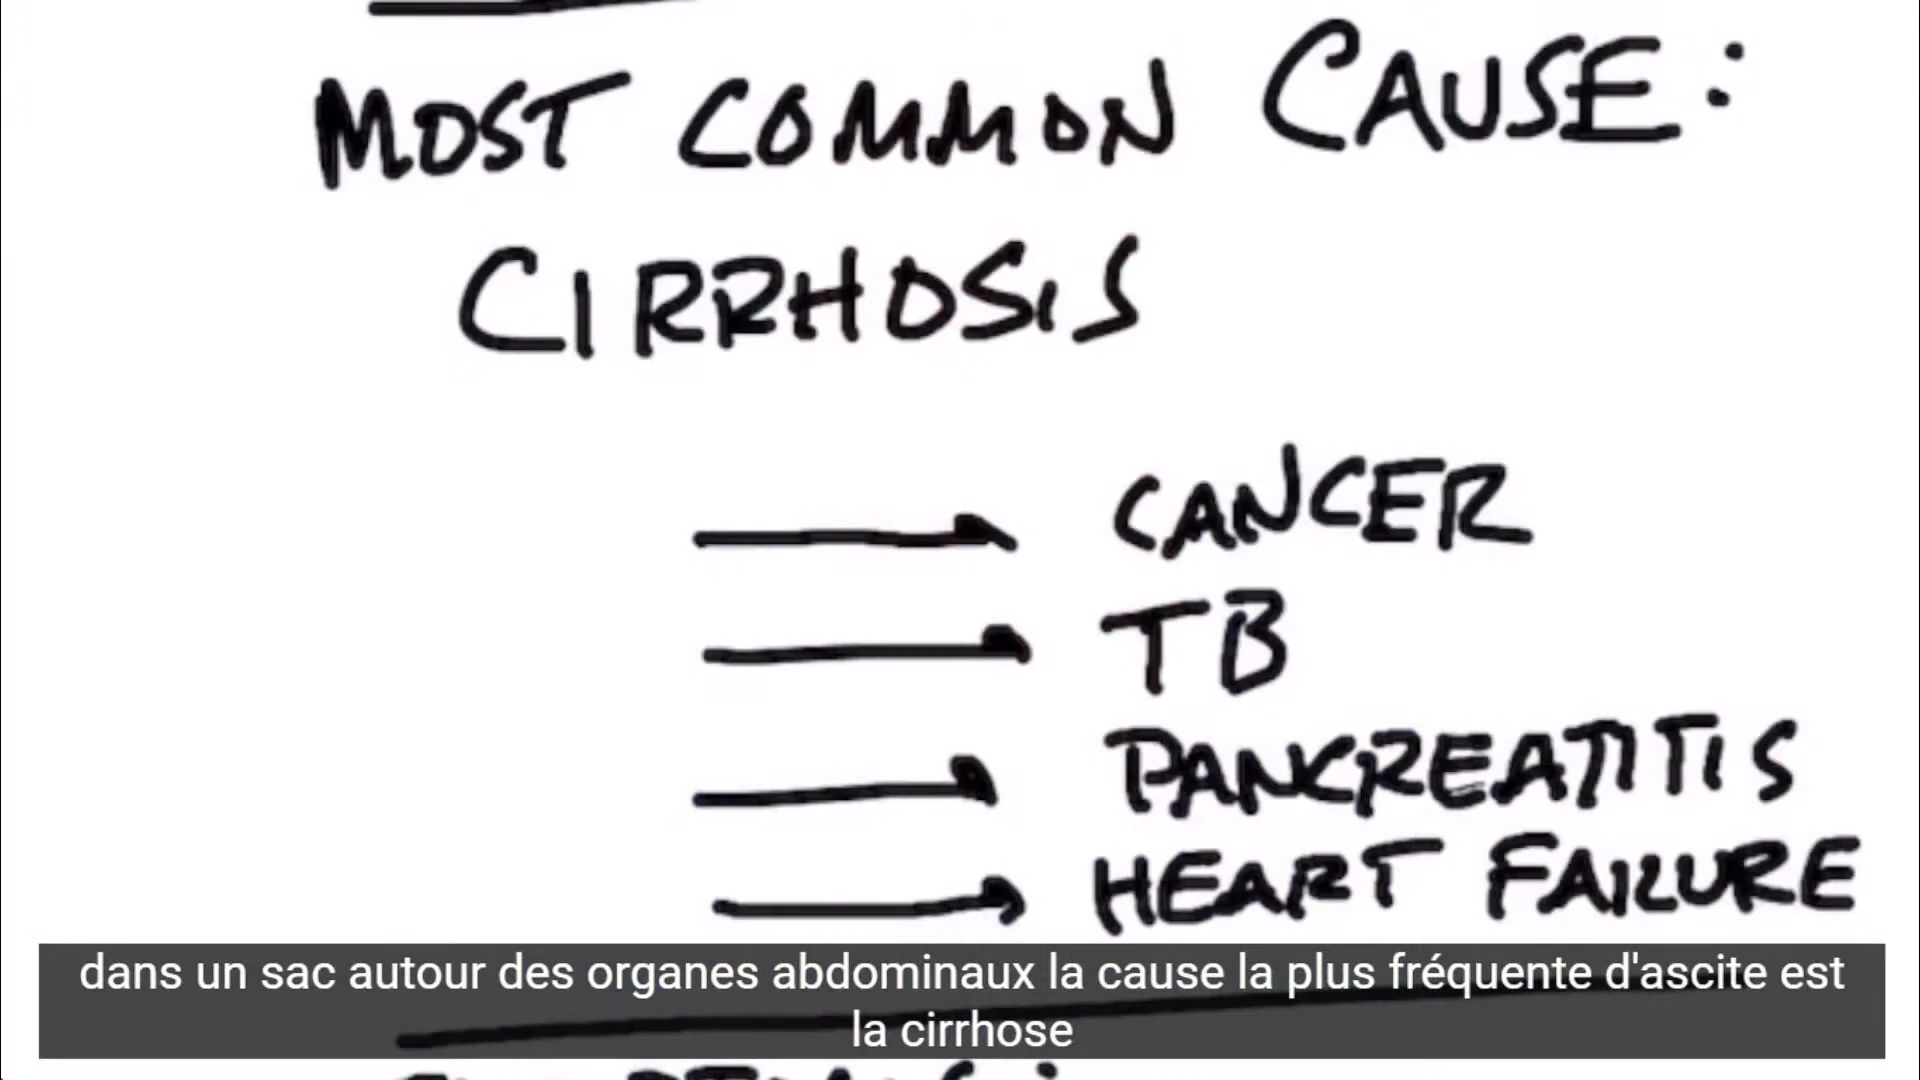 MOST COMMON CAUSE:
CIRRHOSIS
CANCER
TB
PANCREATITIS
HEART FAILURE
dans un sac autour des organes abdominaux la cause la plus fréquente d'ascite est
la cirrhose